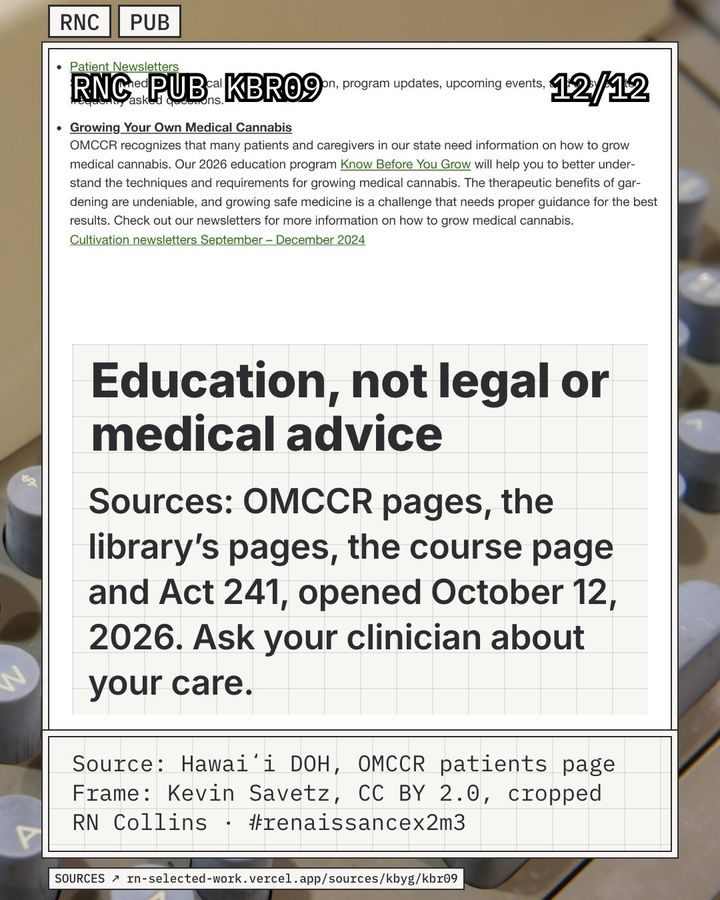 RNC PUB
Patient Newsletters
RNC PUB KBR09 12/12
on, program updates, upcoming events,
frequently asked questions.
Growing Your Own Medical Cannabis
OMCCR recognizes that many patients and caregivers in our state need information on how to grow
medical cannabis. Our 2026 education program Know Before You Grow will help you to better under-
stand the techniques and requirements for growing medical cannabis. The therapeutic benefits of gar-
dening are undeniable, and growing safe medicine is a challenge that needs proper guidance for the best
results. Check out our newsletters for more information on how to grow medical cannabis.
Cultivation newsletters September – December 2024
Education, not legal or
medical advice
Sources: OMCCR pages, the
library’s pages, the course page
and Act 241, opened October 12,
2026. Ask your clinician about
your care.
W
A
Source: Hawaiʻi DOH, OMCCR patients page
Frame: Kevin Savetz, CC BY 2.0, cropped
RN Collins · #renaissancex2m3
SOURCES ↗ rn-selected-work.vercel.app/sources/kbyg/kbr09